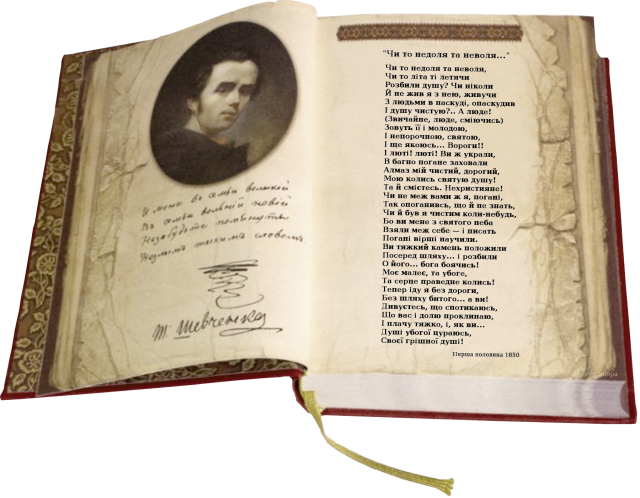 І мене в сім'ї великій
В сім'ї вольній, новій
Не забудьте пом'янути
Незлим тихим словом
Т. Шевченко
"Чи то недоля та неволя..."
Чи то недоля та неволя,
Чи то літа ті летячи
Розбили душу? Чи ніколи
Й не жив я з нею, живучи
З людьми в паскуді, опаскудив
І душу чистую?.. А люде!
(Звичайне, люде, сміючись)
Зовуть її і молодою,
І непорочною, святою,
І ще якоюсь... Вороги!!
І люті! люті! Ви ж украли,
В багно погане заховали
Алмаз мій чистий, дорогий,
Мою колись святую душу!
Та й смієтесь. Нехристияне!
Чи не меж вами ж я, погані,
Так опоганивсь, що й не знать,
Чи й був я чистим коли-небудь,
Бо ви мене з святого неба
Взяли меж себе — і писать
Погані вірші научили.
Ви тяжкий камень положили
Посеред шляху... і розбили
О його... бога боячись!
Моє малеє, та убоге,
Та серце праведне колись!
Тепер іду я без дороги,
Без шляху битого... а ви!
Дивуєтесь, що спотикаюсь,
Що вас і долю проклинаю,
І плачу тяжко, і, як ви...
Душі убогої цураюсь,
Своєї грішної душі!
Перша половина 1850